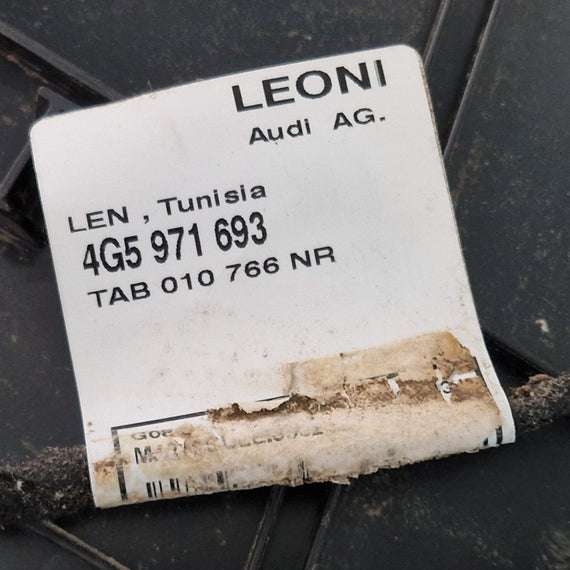 LEONI
Audi AG.
LEN , Tunisia
4G5 971 693
TAB 010 766 NR